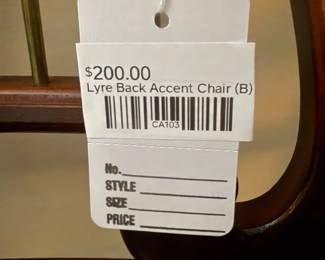 $200.00
Lyre Back Accent Chair (B)
CA103
No.
STYLE
SIZE
PRICE